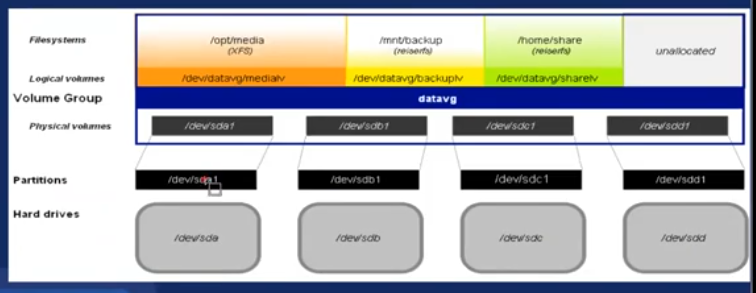 Filesystems
/opt/media
(XFS)
/mnt/backup
(reiserfs)
/home/share
(reiserfs)
unallocated
Logical volumes
/dev/datavg/medialv
/dev/datavg/backuplv
/dev/datavg/sharelv
Volume Group
datavg
Physical volumes
/dev/sda1
/dev/sdb1
/dev/sdc1
/dev/sdd1
Partitions
/dev/sda1
/dev/sdb1
/dev/sdc1
/dev/sdd1
Hard drives
/dev/sda
/dev/sdb
/dev/sdc
/dev/sdd